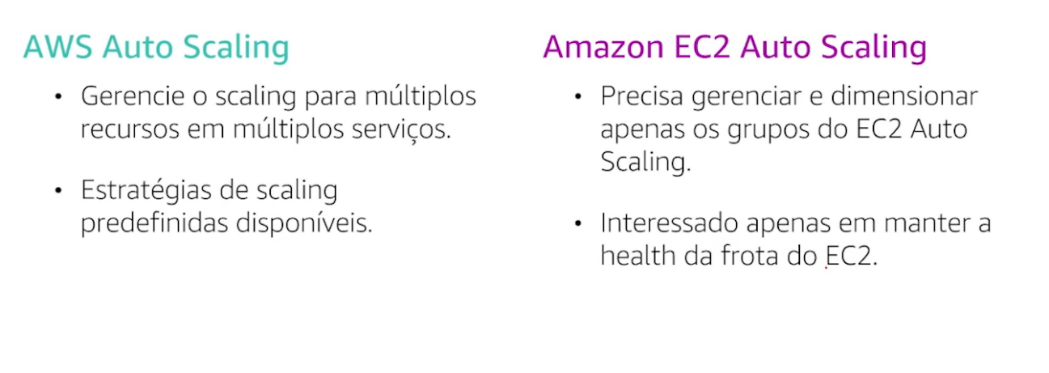 AWS Auto Scaling
• Gerencie o scaling para múltiplos
recursos em múltiplos serviços.
• Estratégias de scaling
predefinidas disponíveis.
Amazon EC2 Auto Scaling
• Precisa gerenciar e dimensionar
apenas os grupos do EC2 Auto
Scaling.
• Interessado apenas em manter a
health da frota do EC2.